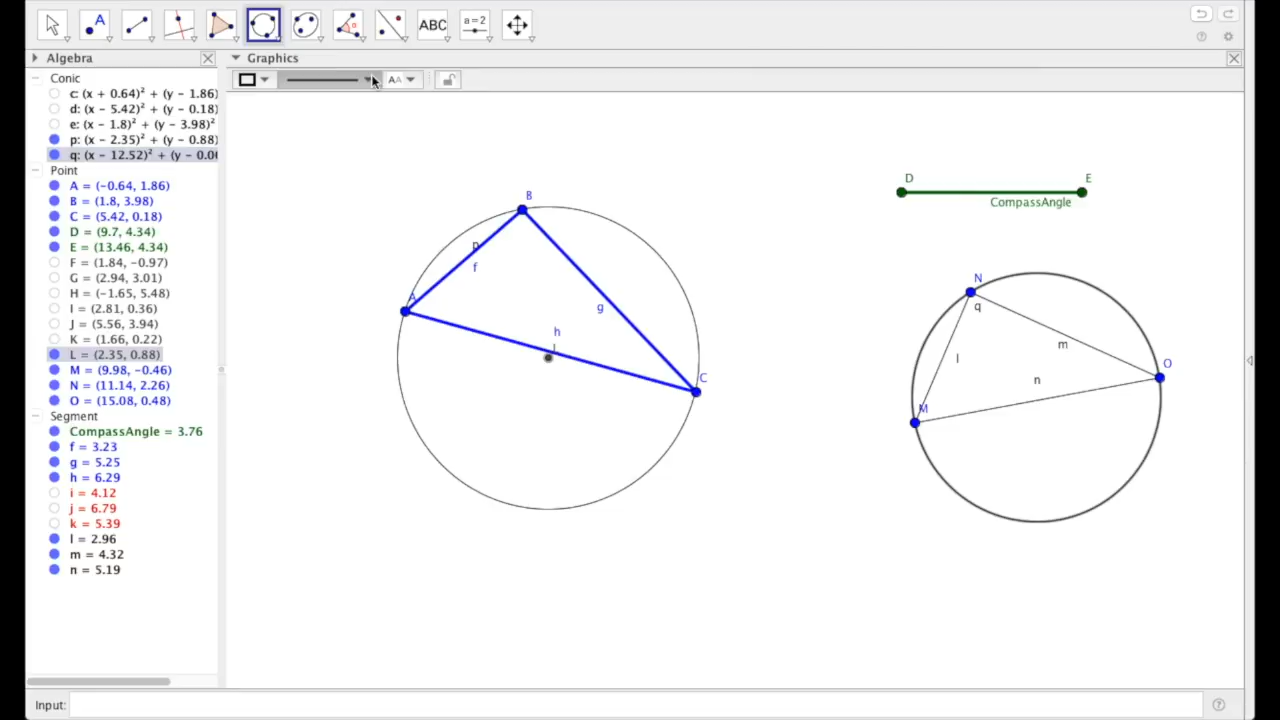 A
α
ABC
a=2
Algebra
Graphics
AA
Conic
c: (x + 0.64)² + (y − 1.86)
d: (x − 5.42)² + (y − 0.18)
e: (x − 1.8)² + (y − 3.98)²
p: (x − 2.35)² + (y − 0.88)
q: (x − 12.52)² + (y − 0.0
Point
A = (−0.64, 1.86)
B = (1.8, 3.98)
C = (5.42, 0.18)
D = (9.7, 4.34)
E = (13.46, 4.34)
F = (1.84, −0.97)
G = (2.94, 3.01)
H = (−1.65, 5.48)
I = (2.81, 0.36)
J = (5.56, 3.94)
K = (1.66, 0.22)
L = (2.35, 0.88)
M = (9.98, −0.46)
N = (11.14, 2.26)
O = (15.08, 0.48)
Segment
CompassAngle = 3.76
f = 3.23
g = 5.25
h = 6.29
i = 4.12
j = 6.79
k = 5.39
l = 2.96
m = 4.32
n = 5.19
B
p
f
A
g
h
L
C
D
E
CompassAngle
N
q
m
l
n
O
M
Input: